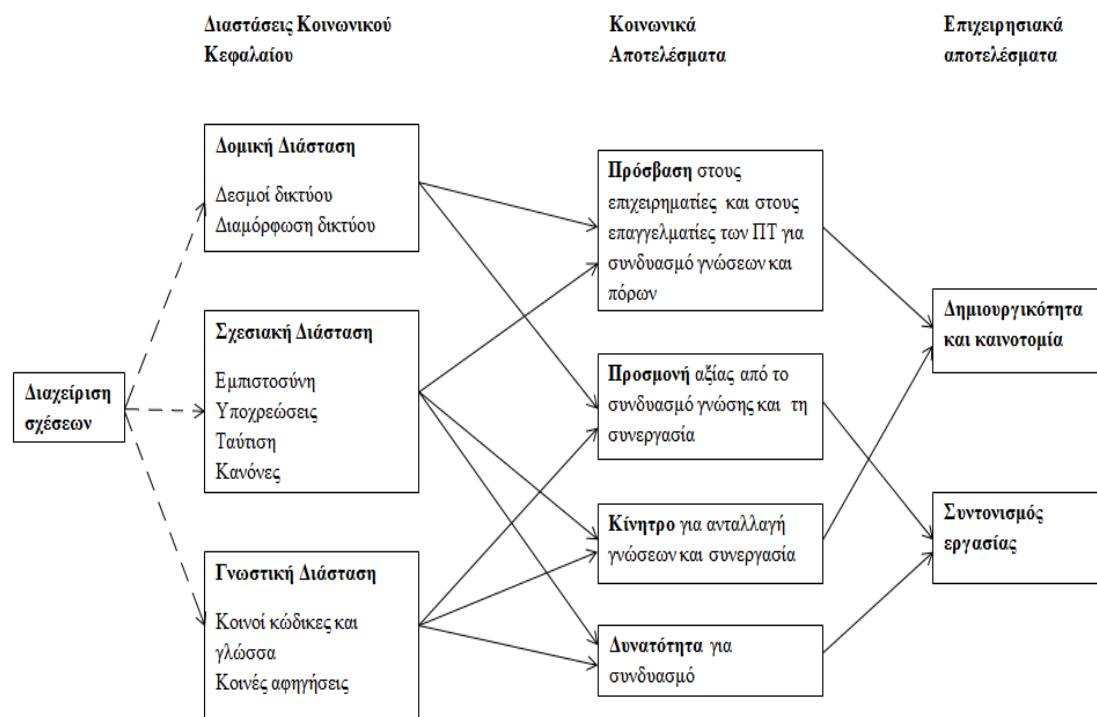 Διαστάσεις Κοινωνικού
Κεφαλαίου
Κοινωνικά
Αποτελέσματα
Επιχειρησιακά
αποτελέσματα
Διαχείριση
σχέσεων
Δομική Διάσταση
Δεσμοί δικτύου
Διαμόρφωση δικτύου
Σχεσιακή Διάσταση
Εμπιστοσύνη
Υποχρεώσεις
Ταύτιση
Κανόνες
Γνωστική Διάσταση
Κοινοί κώδικες και
γλώσσα
Κοινές αφηγήσεις
Πρόσβαση στους
επιχειρηματίες και στους
επαγγελματίες των ΠΤ για
συνδυασμό γνώσεων και
πόρων
Προσμονή αξίας από το
συνδυασμό γνώσης και τη
συνεργασία
Κίνητρο για ανταλλαγή
γνώσεων και συνεργασία
Δυνατότητα για
συνδυασμό
Δημιουργικότητα
και καινοτομία
Συντονισμός
εργασίας